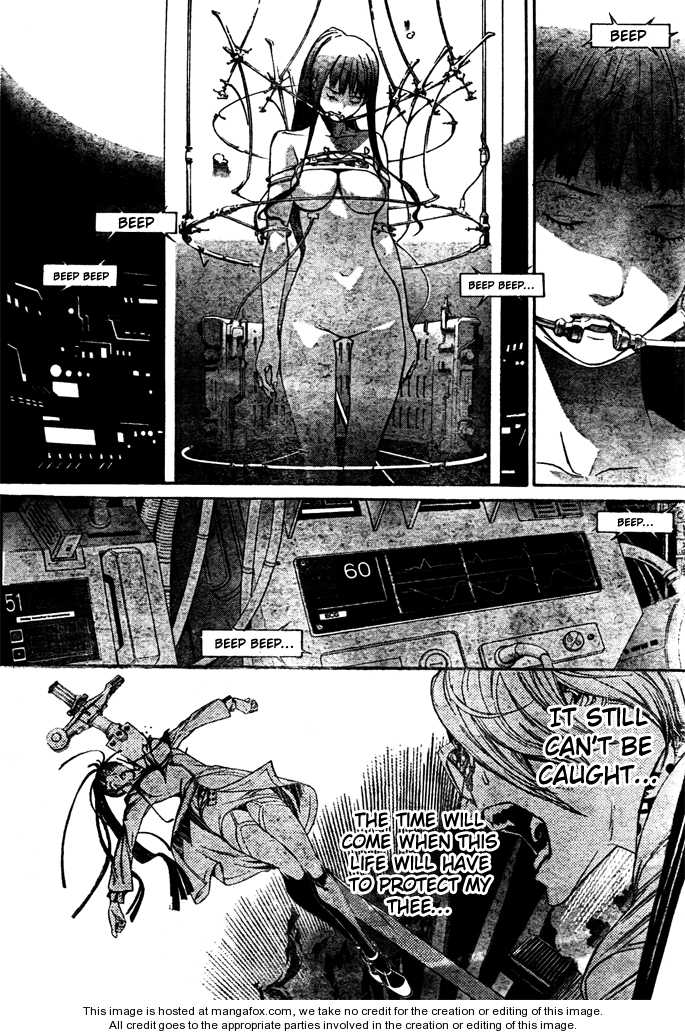 BEEP
BEEP
BEEP BEEP
BEEP BEEP...
BEEP...
60
51
BEEP BEEP...
IT STILL
CAN'T BE
CAUGHT...
THE TIME WILL
COME WHEN THIS
LIFE WILL HAVE
TO PROTECT MY
THEE...
This image is hosted at mangafox.com, we take no credit for the creation or editing of this image.
All credit goes to the appropriate parties involved in the creation or editing of this image.